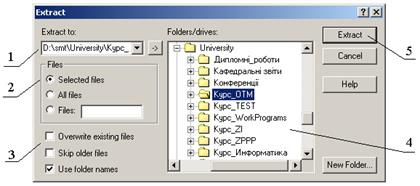 Extract
Extract to:
D:\smt\University\Курс_
Files
Selected files
All files
Files:
Overwrite existing files
Skip older files
Use folder names
Folders/drives:
University
Дипломні_роботи
Кафедральні звіти
Конференції
Курс_OTM
Курс_TEST
Курс_WorkPrograms
Курс_ZI
Курс_ZPPP
Курс_Информатика
Extract
Cancel
Help
New Folder...
1
2
3
4
5